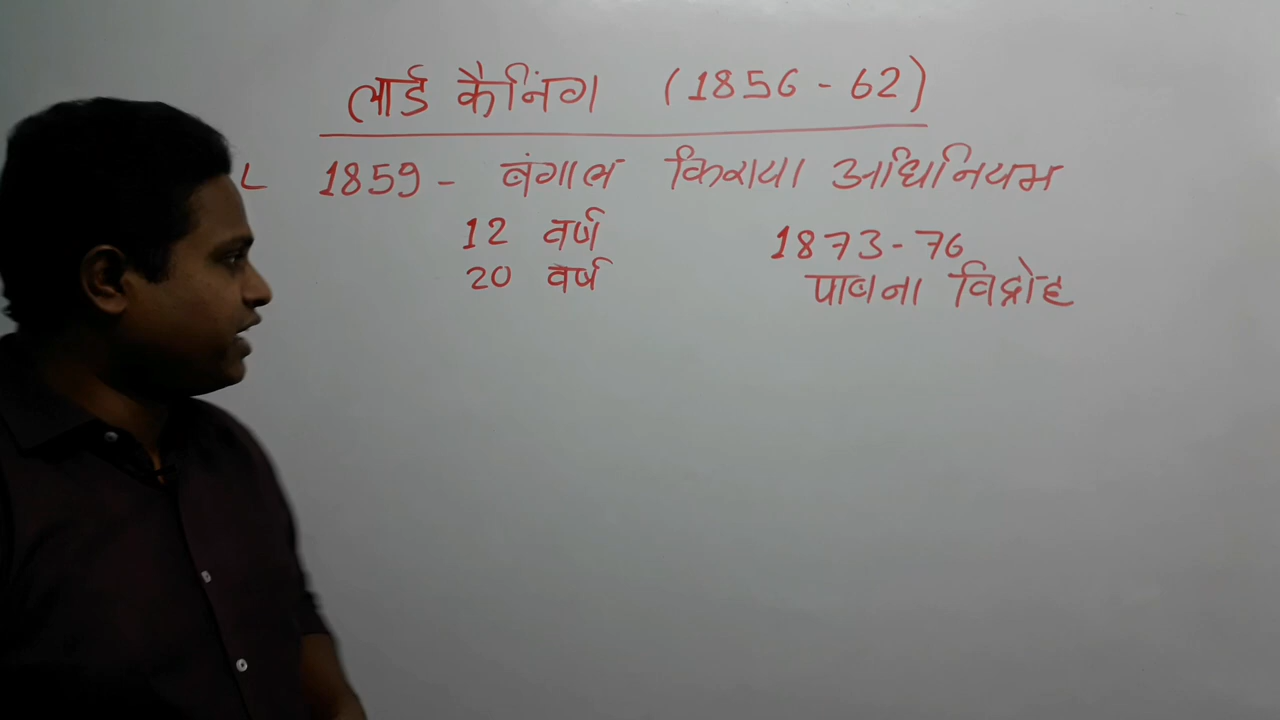 लार्ड कैनिंग (1856 - 62)
1859 - बंगाल किराया अधिनियम
12 वर्ष
20 वर्ष
1873 - 76
पाबना विद्रोह